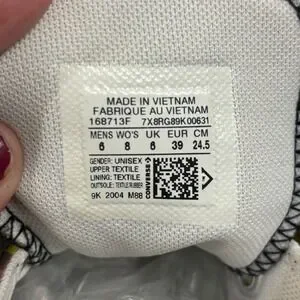 MADE IN VIETNAM
FABRIQUE AU VIETNAM
168713F 7X8RG89K00631
MENS WO'S UK EUR CM
6 8 6 39 24.5
GENDER: UNISEX
UPPER:TEXTILE
LINING: TEXTILE
OUTSOLE: TEXTILE/RUBBER
9K 2004 M88
CONVERSE